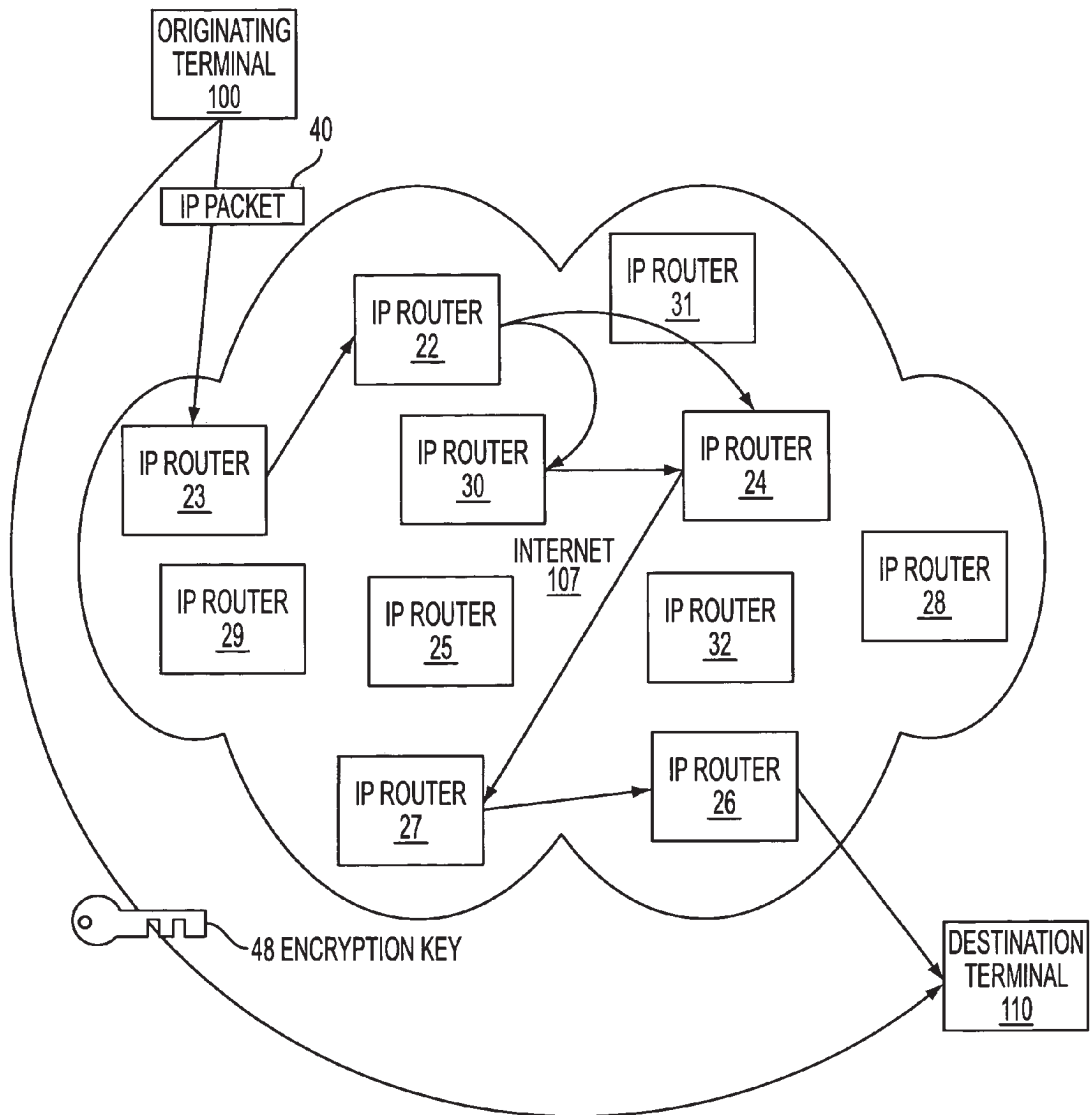 ORIGINATING
TERMINAL
100
40
IP PACKET
IP ROUTER
31
IP ROUTER
22
IP ROUTER
23
IP ROUTER
30
IP ROUTER
24
INTERNET
107
IP ROUTER
28
IP ROUTER
29
IP ROUTER
25
IP ROUTER
32
IP ROUTER
27
IP ROUTER
26
48 ENCRYPTION KEY
DESTINATION
TERMINAL
110